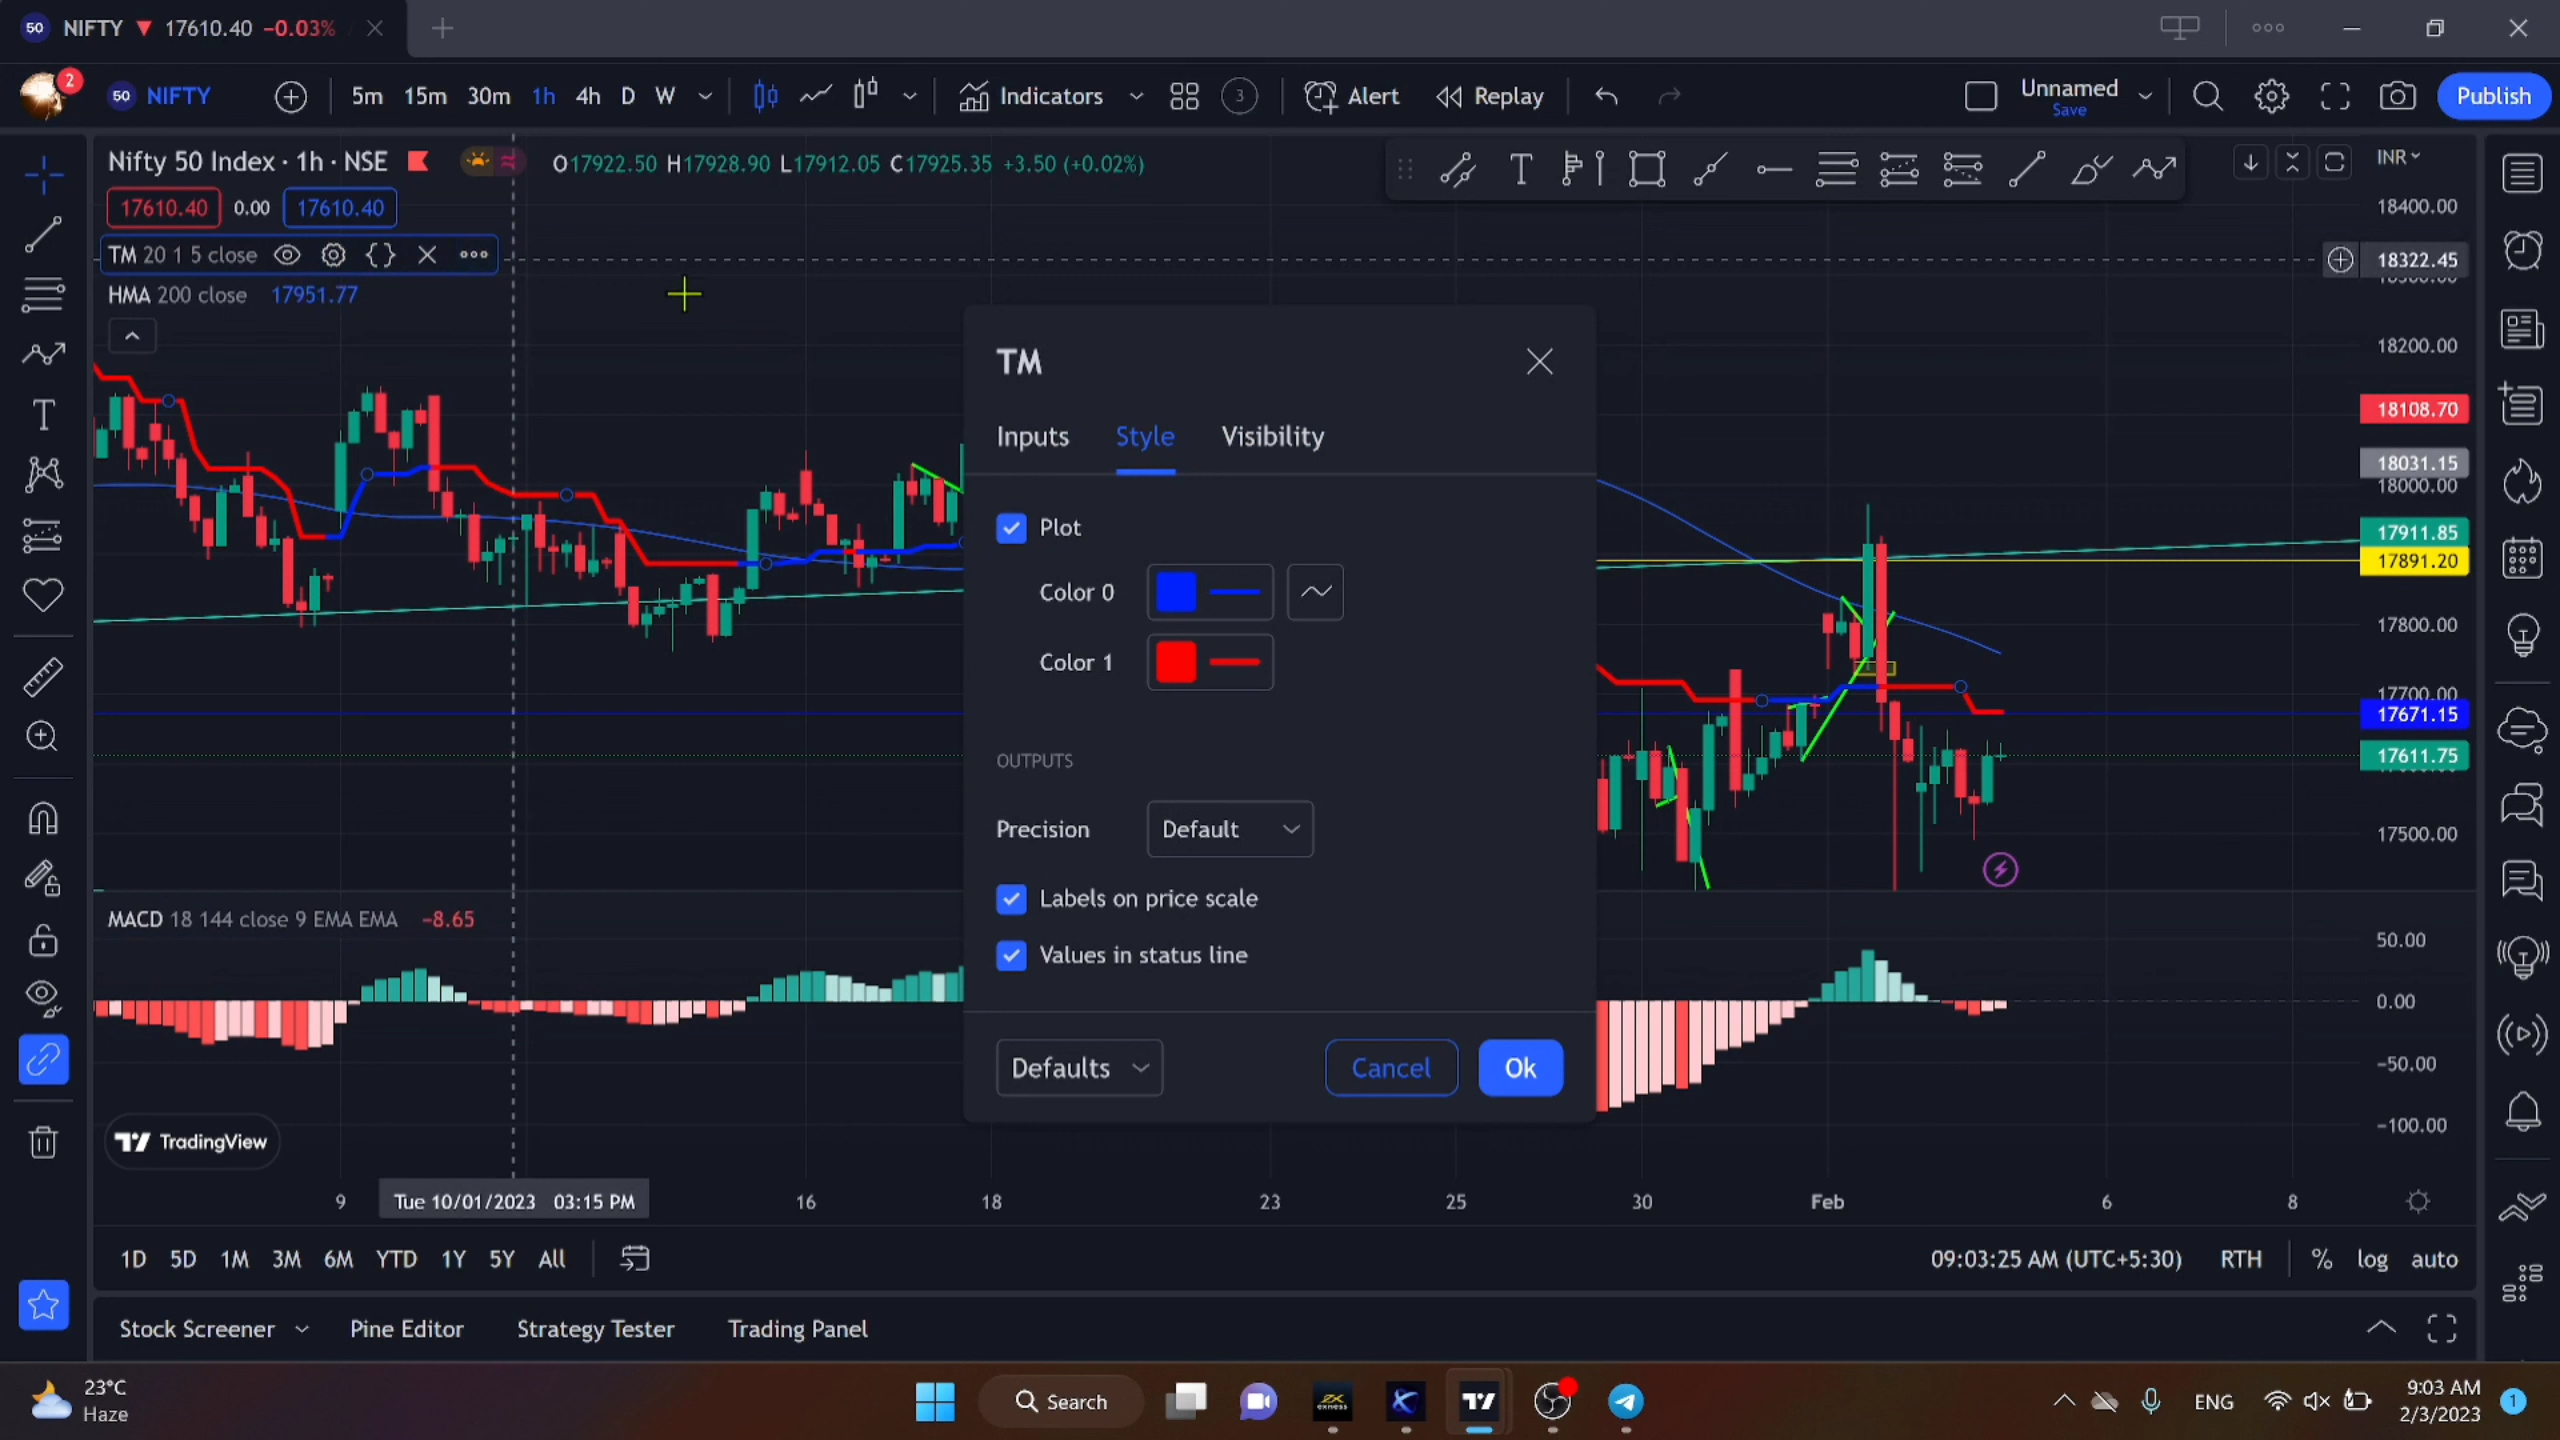 50 NIFTY 17610.40 −0.03%
2 50 NIFTY 5m 15m 30m 1h 4h D W Indicators 3 Alert Replay Unnamed Save Publish
Nifty 50 Index · 1h · NSE O17922.50 H17928.90 L17912.05 C17925.35 +3.50 (+0.02%)
INR
17610.40 0.00 17610.40
18400.00
TM 20 1 5 close
18322.45
HMA 200 close 17951.77
18200.00
TM
18108.70
Inputs Style Visibility
18031.15
18000.00
Plot
17911.85
17891.20
Color 0
17800.00
Color 1
17700.00
17671.15
OUTPUTS
17611.75
Precision Default
17500.00
Labels on price scale
MACD 18 144 close 9 EMA EMA −8.65
50.00
Values in status line
0.00
Defaults Cancel Ok
−50.00
−100.00
TradingView
9 Tue 10/01/2023 03:15 PM 16 18 23 25 30 Feb 6 8
1D 5D 1M 3M 6M YTD 1Y 5Y All 09:03:25 AM (UTC+5:30) RTH % log auto
Stock Screener Pine Editor Strategy Tester Trading Panel
23°C
Haze
Search
exness
ENG
9:03 AM
2/3/2023
1